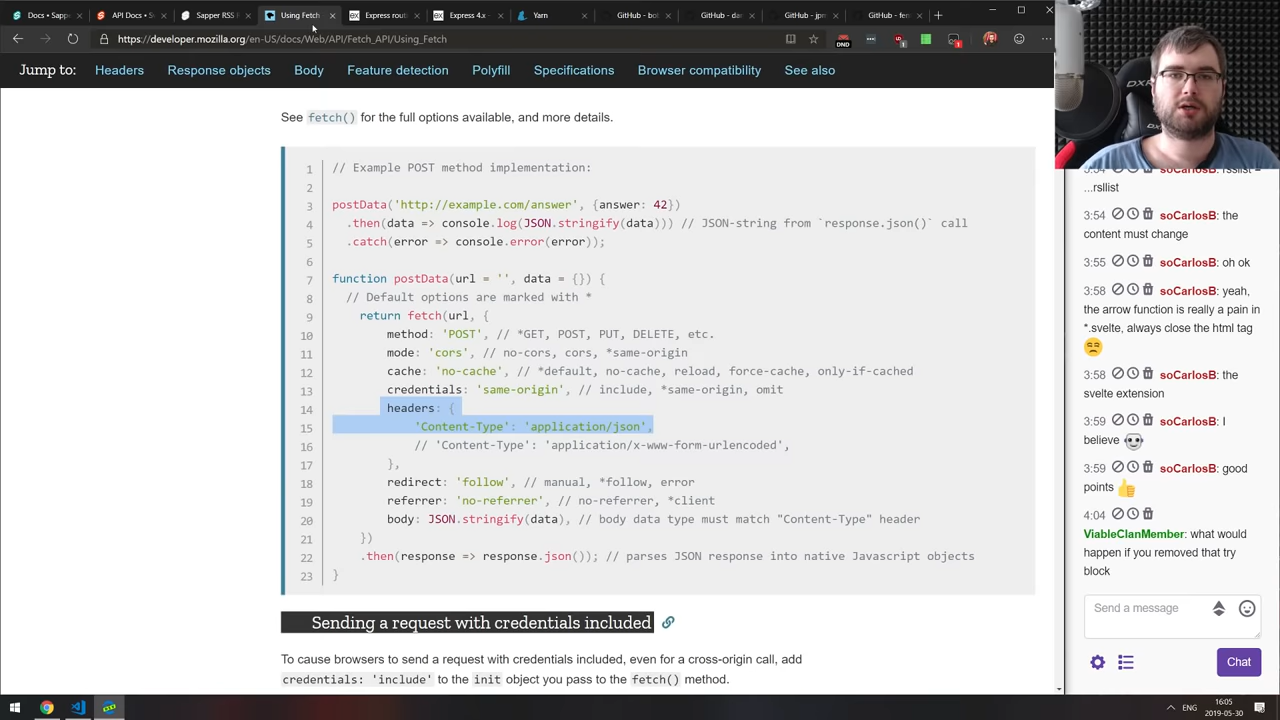 Docs • Sapper
API Docs •
Sapper RSS
Using Fetch
Express rout
Express 4.x -
Yarn
GitHub - bo
GitHub - jp
GitHub - fe
https://developer.mozilla.org/en-US/docs/Web/API/Fetch_API/Using_Fetch
DND
1
1
Jump to: Headers Response objects Body Feature detection Polyfill Specifications Browser compatibility See also
See fetch() for the full options available, and more details.
1 // Example POST method implementation:
2
3 postData('http://example.com/answer', {answer: 42})
4 .then(data => console.log(JSON.stringify(data))) // JSON-string from `response.json()` call
5 .catch(error => console.error(error));
6
7 function postData(url = '', data = {}) {
8 // Default options are marked with *
9 return fetch(url, {
10 method: 'POST', // *GET, POST, PUT, DELETE, etc.
11 mode: 'cors', // no-cors, cors, *same-origin
12 cache: 'no-cache', // *default, no-cache, reload, force-cache, only-if-cached
13 credentials: 'same-origin', // include, *same-origin, omit
14 headers: {
15 'Content-Type': 'application/json',
16 // 'Content-Type': 'application/x-www-form-urlencoded',
17 },
18 redirect: 'follow', // manual, *follow, error
19 referrer: 'no-referrer', // no-referrer, *client
20 body: JSON.stringify(data), // body data type must match "Content-Type" header
21 })
22 .then(response => response.json()); // parses JSON response into native Javascript objects
23 }
Sending a request with credentials included
To cause browsers to send a request with credentials included, even for a cross-origin call, add
credentials: 'include' to the init object you pass to the fetch() method.
DXR
3:54 soCarlosB: rsslist =
...rsllist
3:54 soCarlosB: the
content must change
3:55 soCarlosB: oh ok
3:58 soCarlosB: yeah,
the arrow function is really a pain in
*.svelte, always close the html tag
3:58 soCarlosB: the
svelte extension
3:59 soCarlosB: I
believe
3:59 soCarlosB: good
points
4:04
ViableClanMember: what would
happen if you removed that try
block
Send a message
Chat
ENG
16:05
2019-05-30